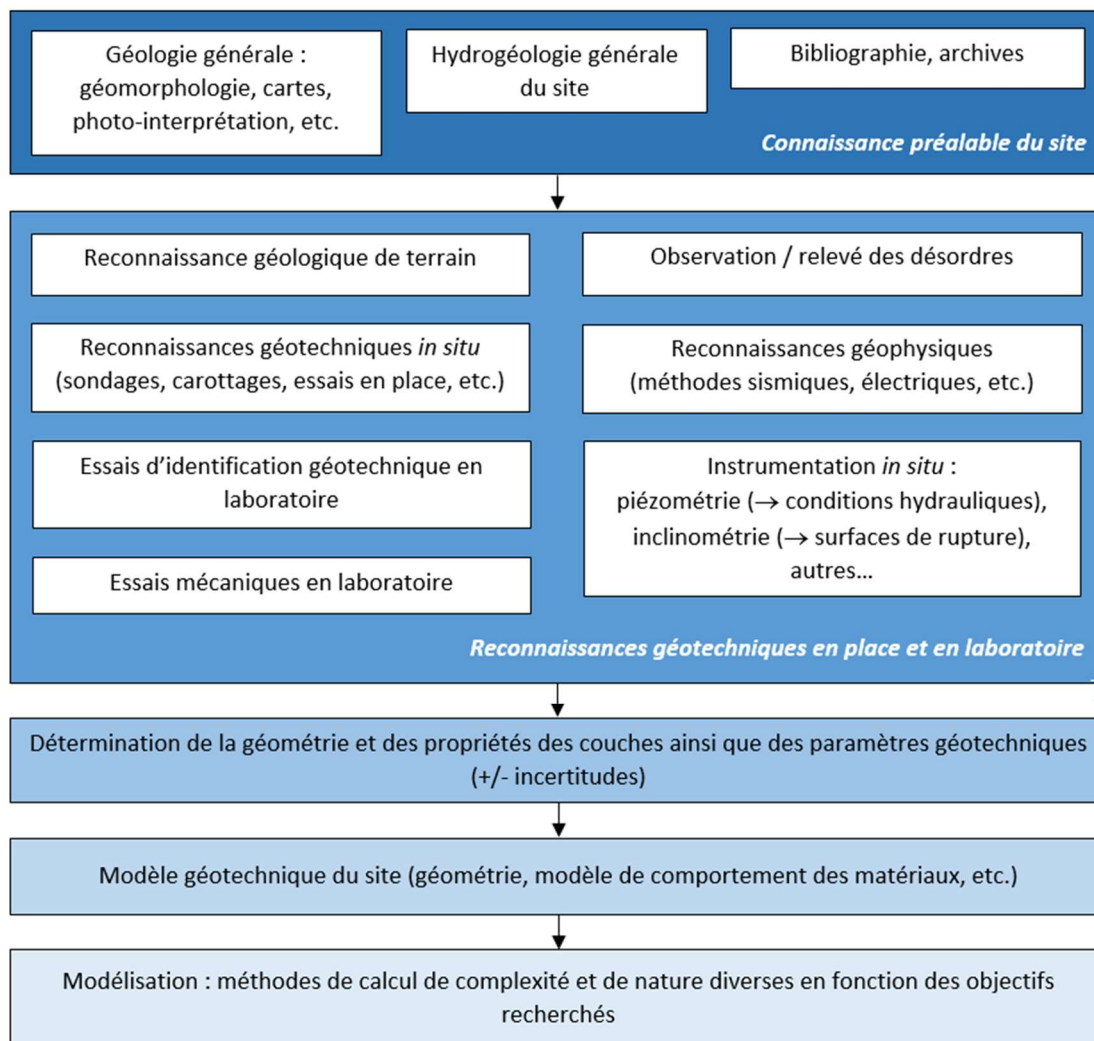 Géologie générale :
géomorphologie, cartes,
photo-interprétation, etc.
Hydrogéologie générale
du site
Bibliographie, archives
Connaissance préalable du site
Reconnaissance géologique de terrain
Observation / relevé des désordres
Reconnaissances géotechniques in situ
(sondages, carottages, essais en place, etc.)
Reconnaissances géophysiques
(méthodes sismiques, électriques, etc.)
Essais d’identification géotechnique en
laboratoire
Instrumentation in situ :
piézométrie (→ conditions hydrauliques),
inclinométrie (→ surfaces de rupture),
autres…
Essais mécaniques en laboratoire
Reconnaissances géotechniques en place et en laboratoire
Détermination de la géométrie et des propriétés des couches ainsi que des paramètres géotechniques
(+/- incertitudes)
Modèle géotechnique du site (géométrie, modèle de comportement des matériaux, etc.)
Modélisation : méthodes de calcul de complexité et de nature diverses en fonction des objectifs
recherchés